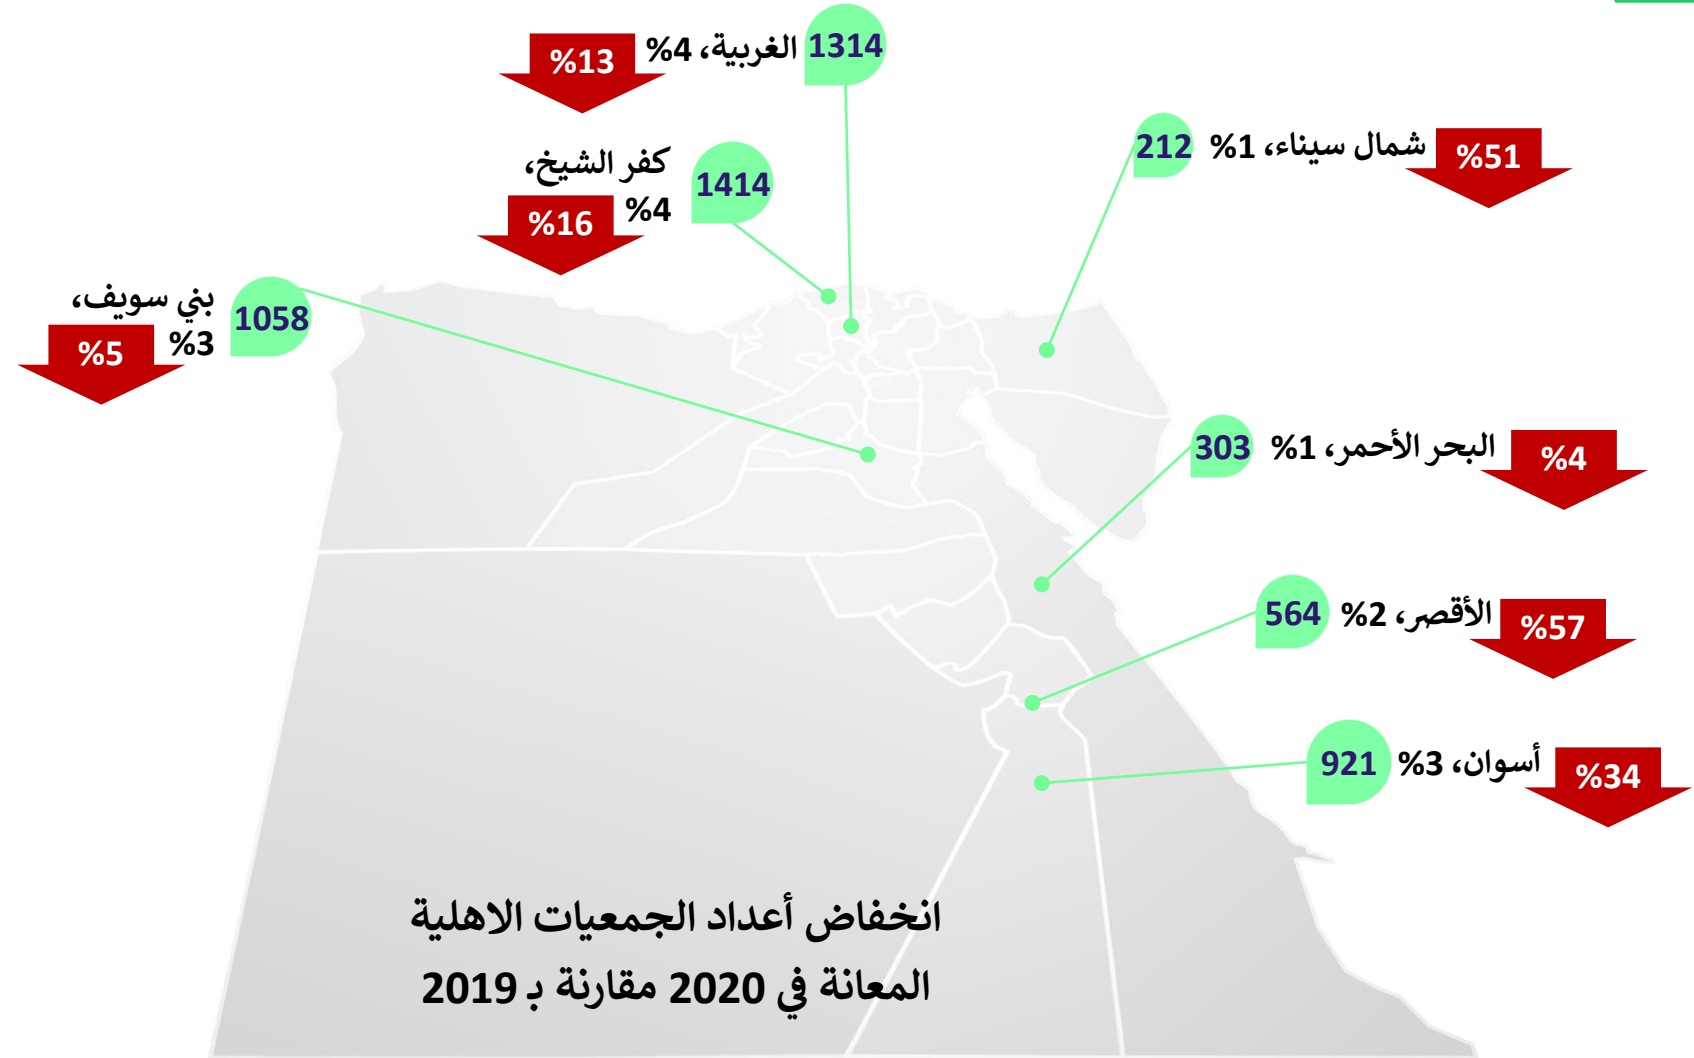 1314 الغربية، 4% %13
212 شمال سيناء، 1% %51
1414 كفر الشيخ،
%4
%16
1058 بني سويف،
%3
%5
303 البحر الأحمر، 1% %4
564 الأقصر، 2% %57
921 أسوان، 3% %34
انخفاض أعداد الجمعيات الاهلية
المعانة في 2020 مقارنة بـ 2019